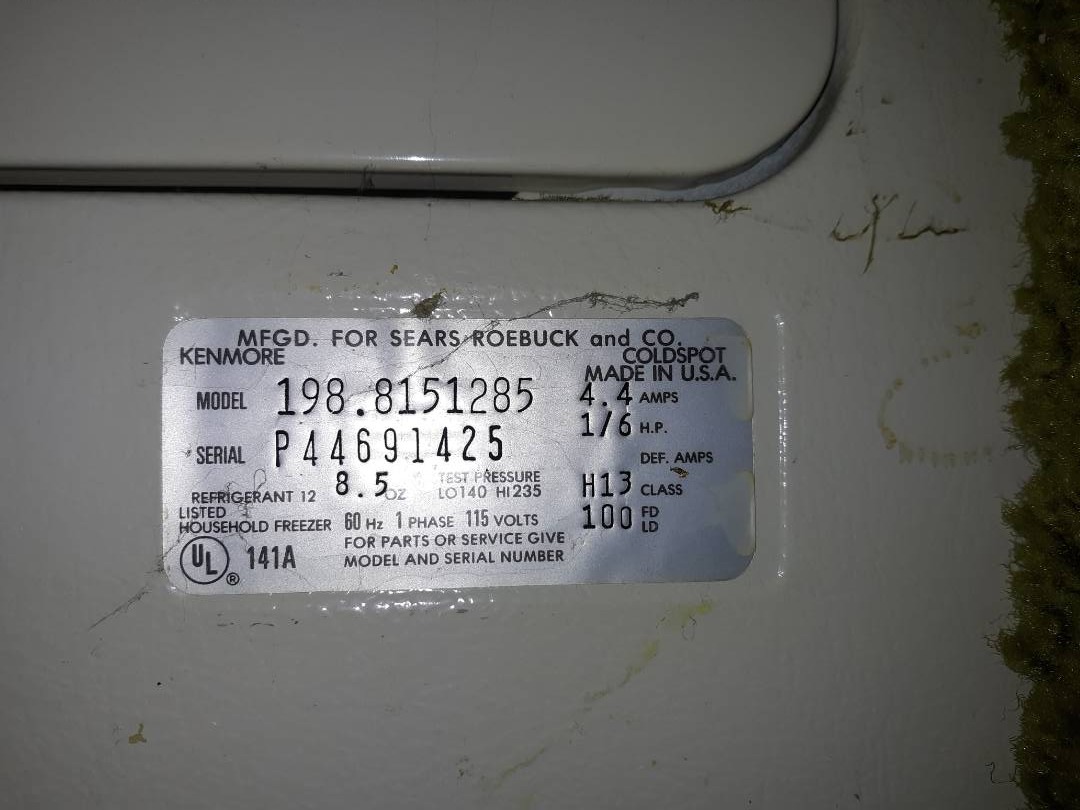 MFGD. FOR SEARS ROEBUCK and CO.
KENMORE COLDSPOT
MADE IN U.S.A.
MODEL 198.8151285 4.4 AMPS
1/6 H.P.
SERIAL P44691425 DEF. AMPS
REFRIGERANT 12 8.5 OZ TEST PRESSURE LO140 HI235 H13 CLASS
LISTED
HOUSEHOLD FREEZER 60 Hz 1 PHASE 115 VOLTS 100 FD LD
FOR PARTS OR SERVICE GIVE
UL ® 141A MODEL AND SERIAL NUMBER